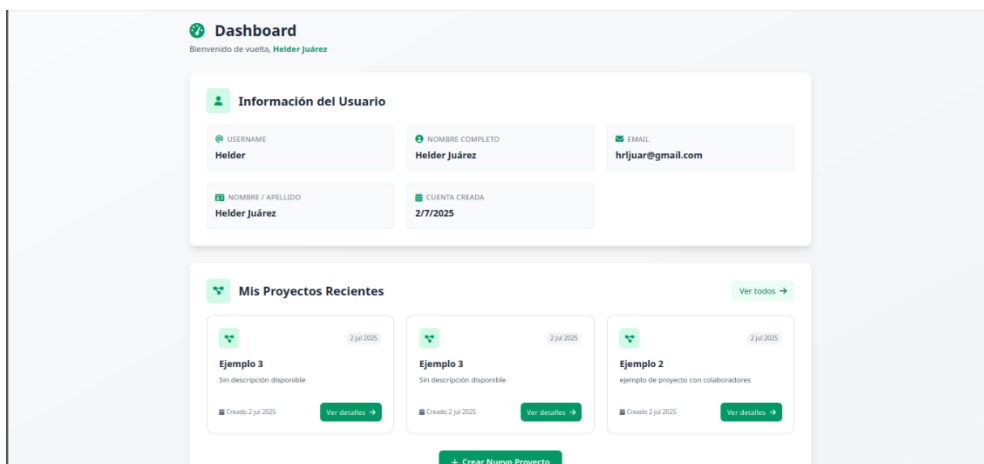 Dashboard
Bienvenido de vuelta, Helder Juárez
Información del Usuario
USERNAME
Helder
NOMBRE COMPLETO
Helder Juárez
EMAIL
hrljuar@gmail.com
NOMBRE / APELLIDO
Helder Juárez
CUENTA CREADA
2/7/2025
Mis Proyectos Recientes
Ver todos →
2 jul 2025
Ejemplo 3
Sin descripción disponible
Creado 2 jul 2025
Ver detalles →
2 jul 2025
Ejemplo 3
Sin descripción disponible
Creado 2 jul 2025
Ver detalles →
2 jul 2025
Ejemplo 2
ejemplo de proyecto con colaboradores
Creado 2 jul 2025
Ver detalles →
+ Crear Nuevo Proyecto